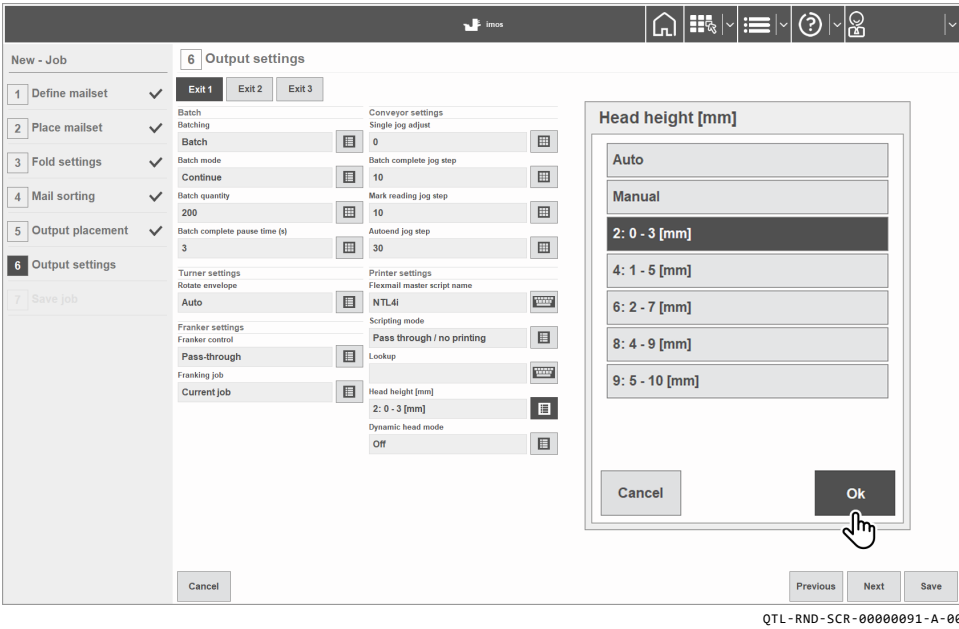 imos
New - Job
1 Define mailset
2 Place mailset
3 Fold settings
4 Mail sorting
5 Output placement
6 Output settings
7 Save job
6 Output settings
Exit 1 Exit 2 Exit 3
Batch
Batching
Batch
Batch mode
Continue
Batch quantity
200
Batch complete pause time (s)
3
Turner settings
Rotate envelope
Auto
Franker settings
Franker control
Pass-through
Franking job
Current job
Conveyor settings
Single jog adjust
0
Batch complete jog step
10
Mark reading jog step
10
Autoend jog step
30
Printer settings
Flexmail master script name
NTL4i
Scripting mode
Pass through / no printing
Lookup
Head height [mm]
2: 0 - 3 [mm]
Dynamic head mode
Off
Head height [mm]
Auto
Manual
2: 0 - 3 [mm]
4: 1 - 5 [mm]
6: 2 - 7 [mm]
8: 4 - 9 [mm]
9: 5 - 10 [mm]
Cancel Ok
Cancel Previous Next Save
QTL-RND-SCR-00000091-A-00